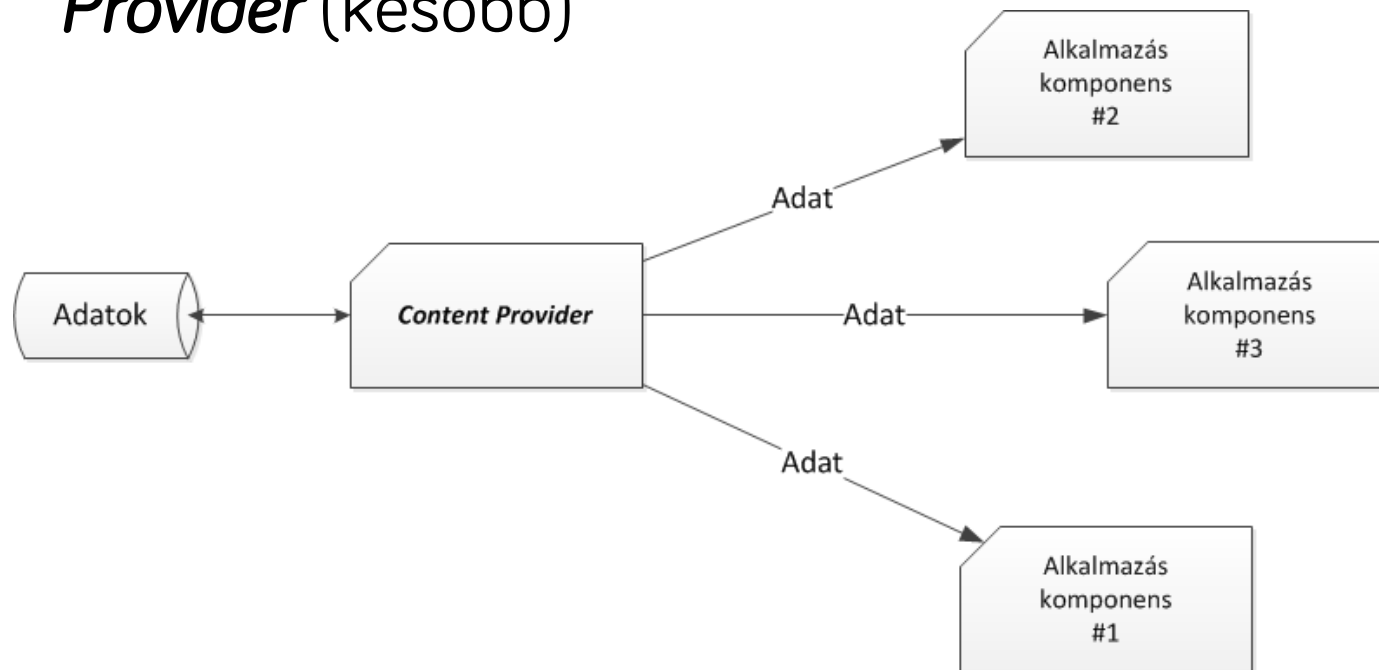 Provider (később)
Alkalmazás
komponens
#2
Adat
Adatok
Content Provider
Adat
Alkalmazás
komponens
#3
Adat
Alkalmazás
komponens
#1